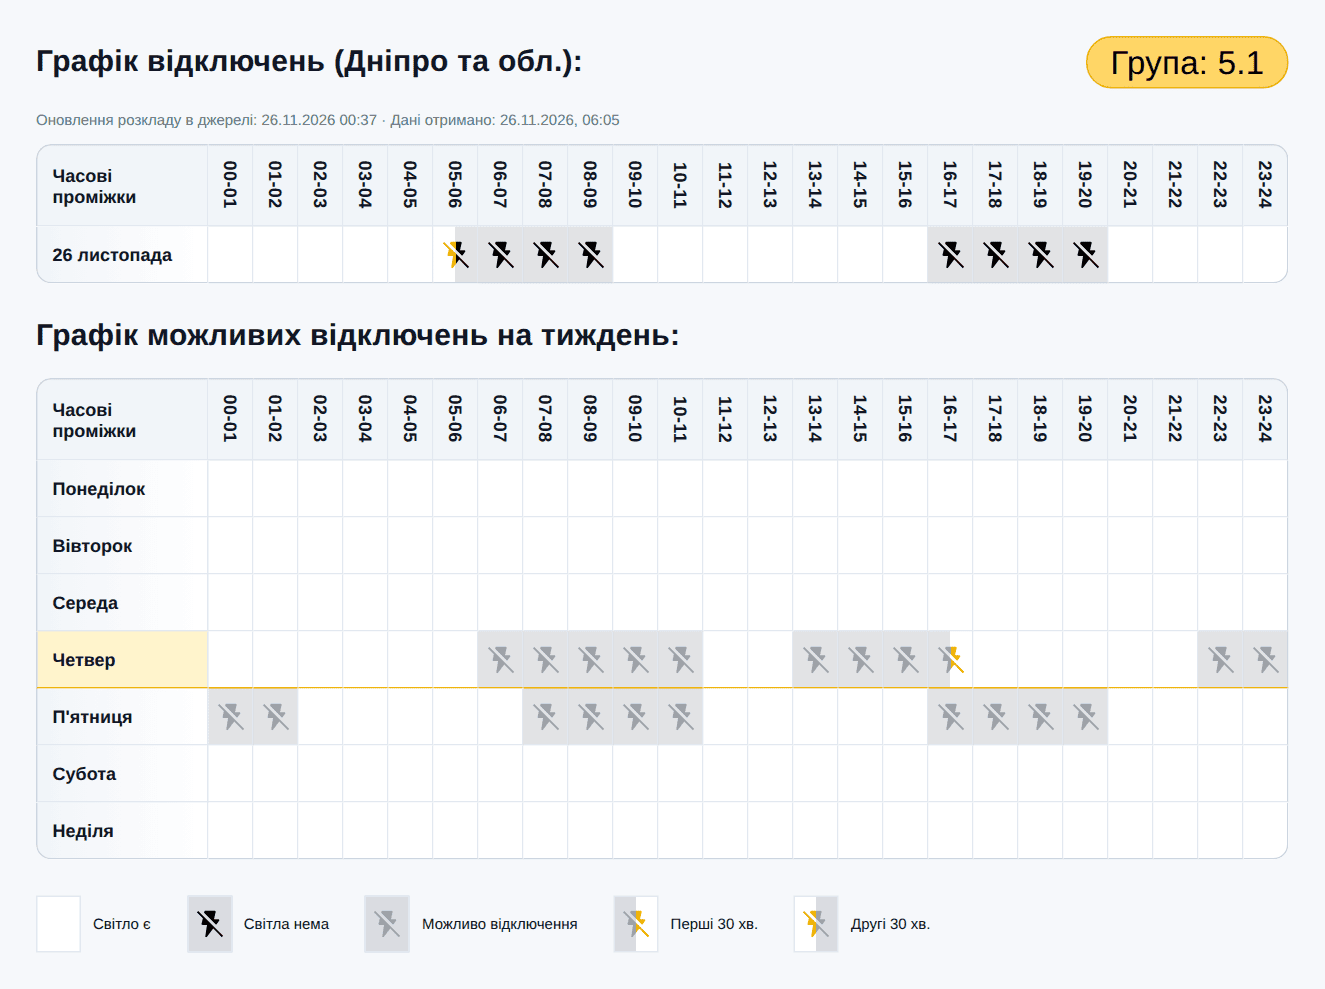 Графік відключень (Дніпро та обл.):
Група: 5.1
Оновлення розкладу в джерелі: 26.11.2026 00:37 · Дані отримано: 26.11.2026, 06:05
Часові проміжки 00-01 01-02 02-03 03-04 04-05 05-06 06-07 07-08 08-09 09-10 10-11 11-12 12-13 13-14 14-15 15-16 16-17 17-18 18-19 19-20 20-21 21-22 22-23 23-24
26 листопада
Графік можливих відключень на тиждень:
Часові проміжки 00-01 01-02 02-03 03-04 04-05 05-06 06-07 07-08 08-09 09-10 10-11 11-12 12-13 13-14 14-15 15-16 16-17 17-18 18-19 19-20 20-21 21-22 22-23 23-24
Понеділок
Вівторок
Середа
Четвер
П'ятниця
Субота
Неділя
Світло є Світла нема Можливо відключення Перші 30 хв. Другі 30 хв.